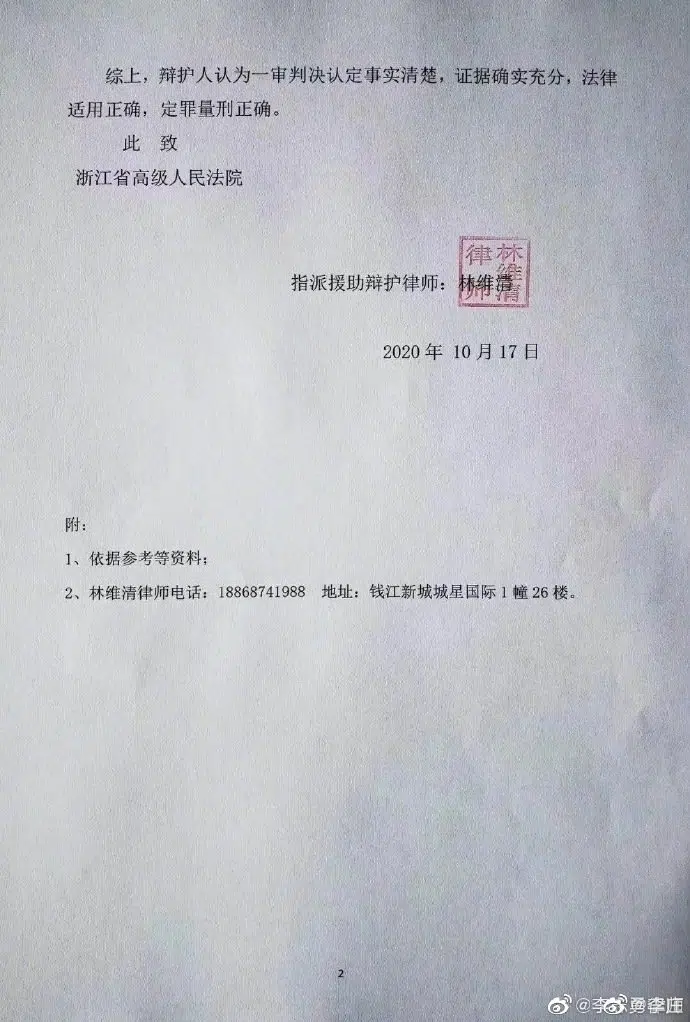 综上，辩护人认为一审判决认定事实清楚，证据确实充分，法律
适用正确，定罪量刑正确。
此 致
浙江省高级人民法院
指派援助辩护律师：林维清
林维清
律师
2020 年 10 月 17 日
附：
1、依据参考等资料；
2、林维清律师电话：18868741988 地址：钱江新城城星国际 1 幢 26 楼。
2